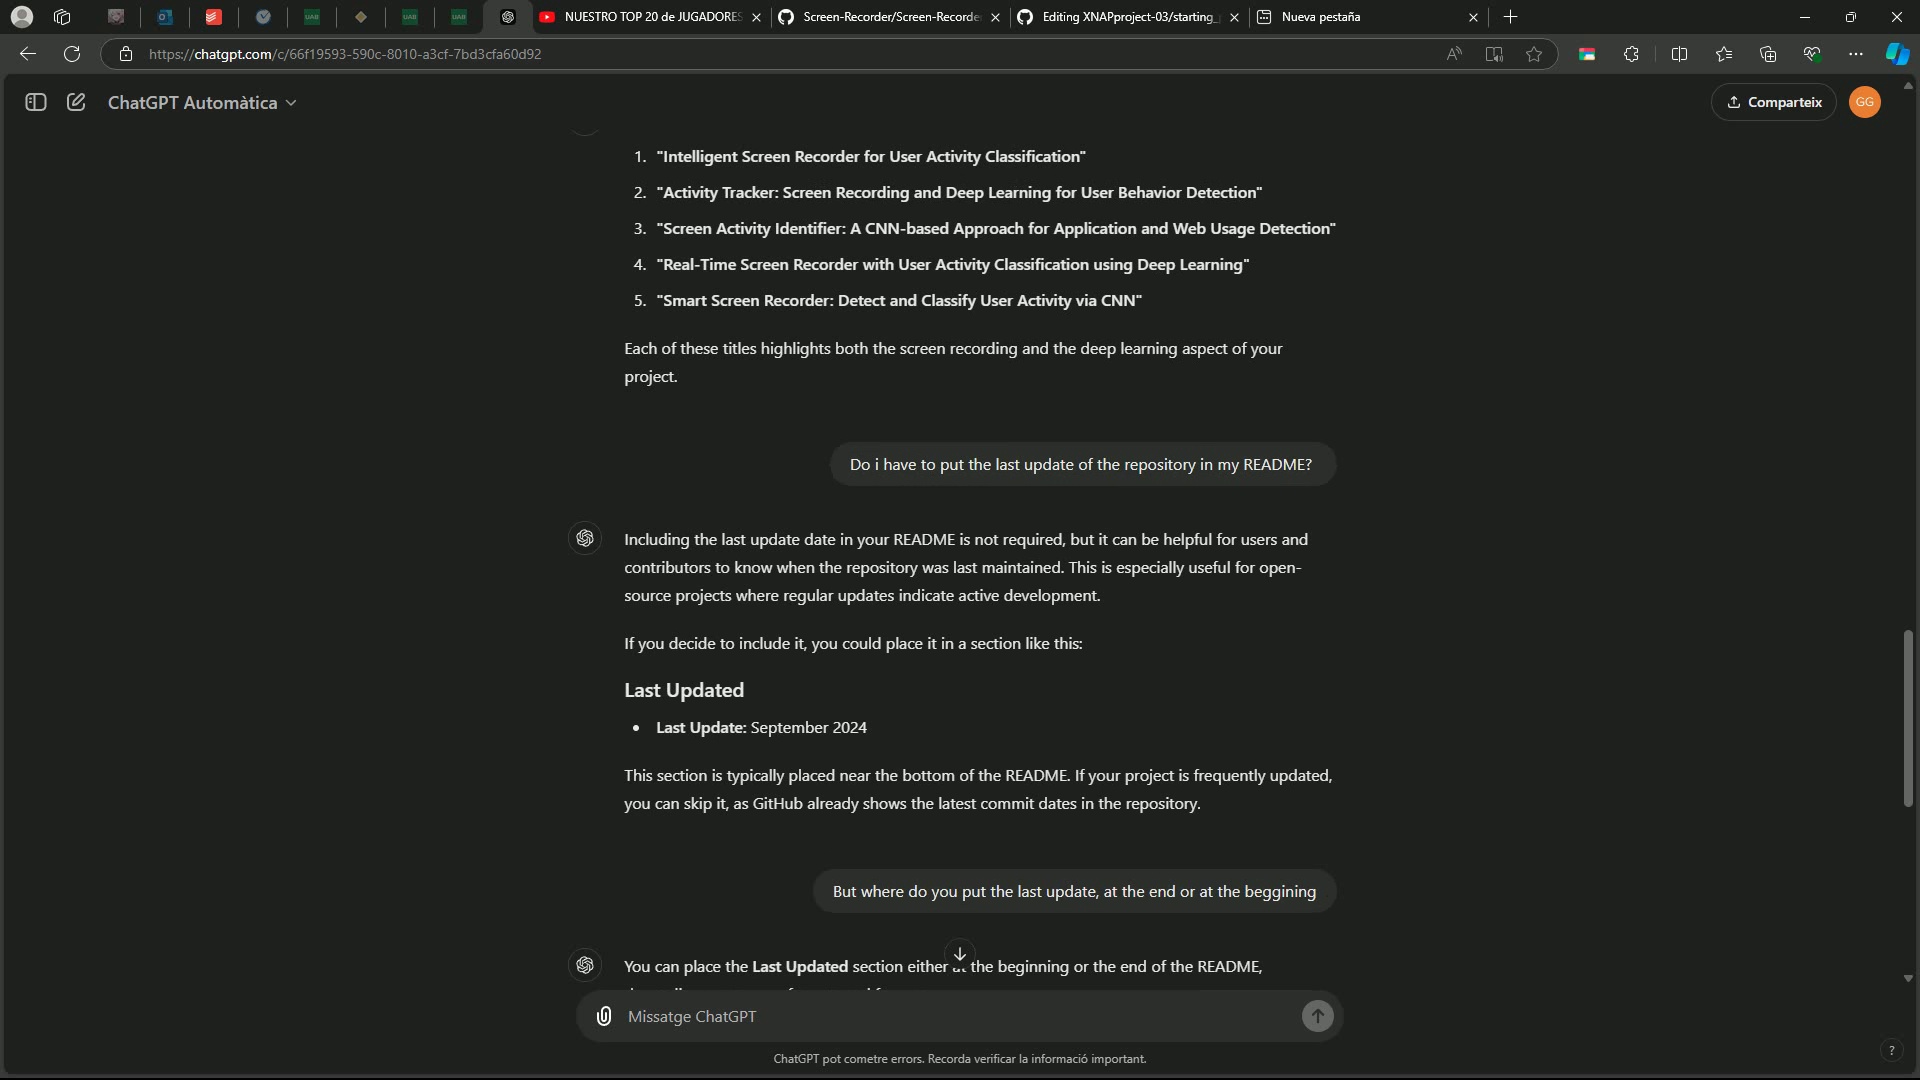 UAB
UAB
UAB
NUESTRO TOP 20 de JUGADORES
Screen-Recorder/Screen-Recorde
Editing XNAPproject-03/starting_
Nueva pestaña
https://chatgpt.com/c/66f19593-590c-8010-a3cf-7bd3cfa60d92
ChatGPT Automàtica
Comparteix
GG
1. "Intelligent Screen Recorder for User Activity Classification"
2. "Activity Tracker: Screen Recording and Deep Learning for User Behavior Detection"
3. "Screen Activity Identifier: A CNN-based Approach for Application and Web Usage Detection"
4. "Real-Time Screen Recorder with User Activity Classification using Deep Learning"
5. "Smart Screen Recorder: Detect and Classify User Activity via CNN"
Each of these titles highlights both the screen recording and the deep learning aspect of your
project.
Do i have to put the last update of the repository in my README?
Including the last update date in your README is not required, but it can be helpful for users and
contributors to know when the repository was last maintained. This is especially useful for open-
source projects where regular updates indicate active development.
If you decide to include it, you could place it in a section like this:
Last Updated
• Last Update: September 2024
This section is typically placed near the bottom of the README. If your project is frequently updated,
you can skip it, as GitHub already shows the latest commit dates in the repository.
But where do you put the last update, at the end or at the beggining
You can place the Last Updated section either at the beginning or the end of the README,
Missatge ChatGPT
ChatGPT pot cometre errors. Recorda verificar la informació important.
?